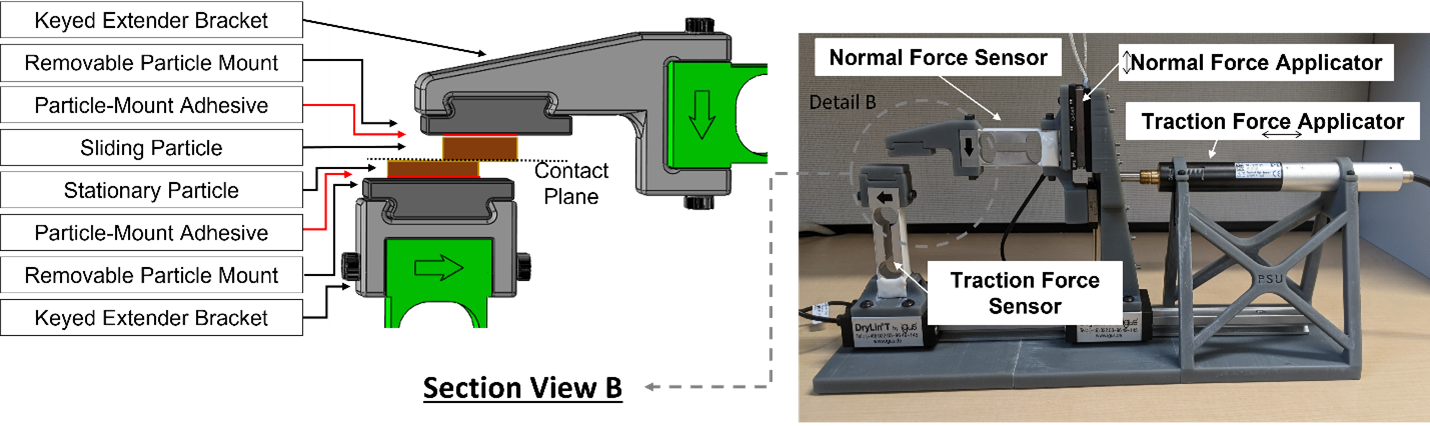 Keyed Extender Bracket
Removable Particle Mount
Particle-Mount Adhesive
Sliding Particle
Stationary Particle
Particle-Mount Adhesive
Removable Particle Mount
Keyed Extender Bracket
Contact
Plane
Section View B
Normal Force Sensor
Normal Force Applicator
Detail B
Traction Force Applicator
Traction Force
Sensor
PSU
DryLin T by igus
igus